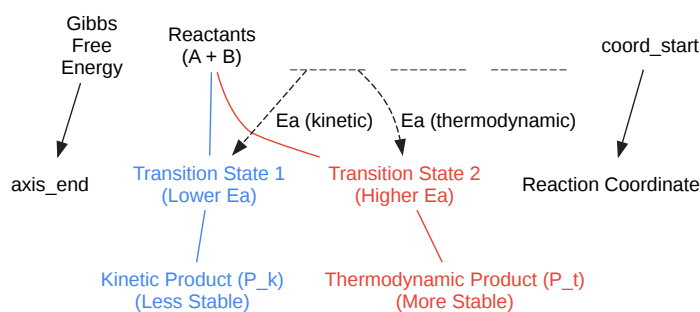 Gibbs
Free
Energy
Reactants
(A + B)
coord_start
Ea (kinetic)
Ea (thermodynamic)
axis_end
Transition State 1
(Lower Ea)
Transition State 2
(Higher Ea)
Reaction Coordinate
Kinetic Product (P_k)
(Less Stable)
Thermodynamic Product (P_t)
(More Stable)